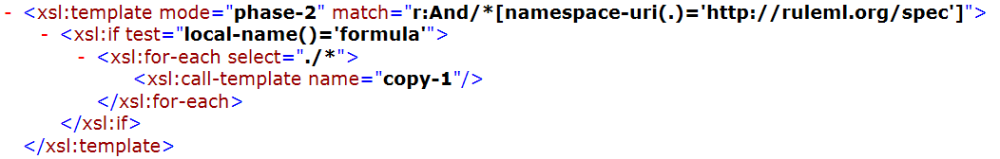 - <xsl:template mode="phase-2" match="r:And/*[namespace-uri(.)='http://ruleml.org/spec']">
- <xsl:if test="local-name()='formula'">
- <xsl:for-each select="./*">
<xsl:call-template name="copy-1"/>
</xsl:for-each>
</xsl:if>
</xsl:template>